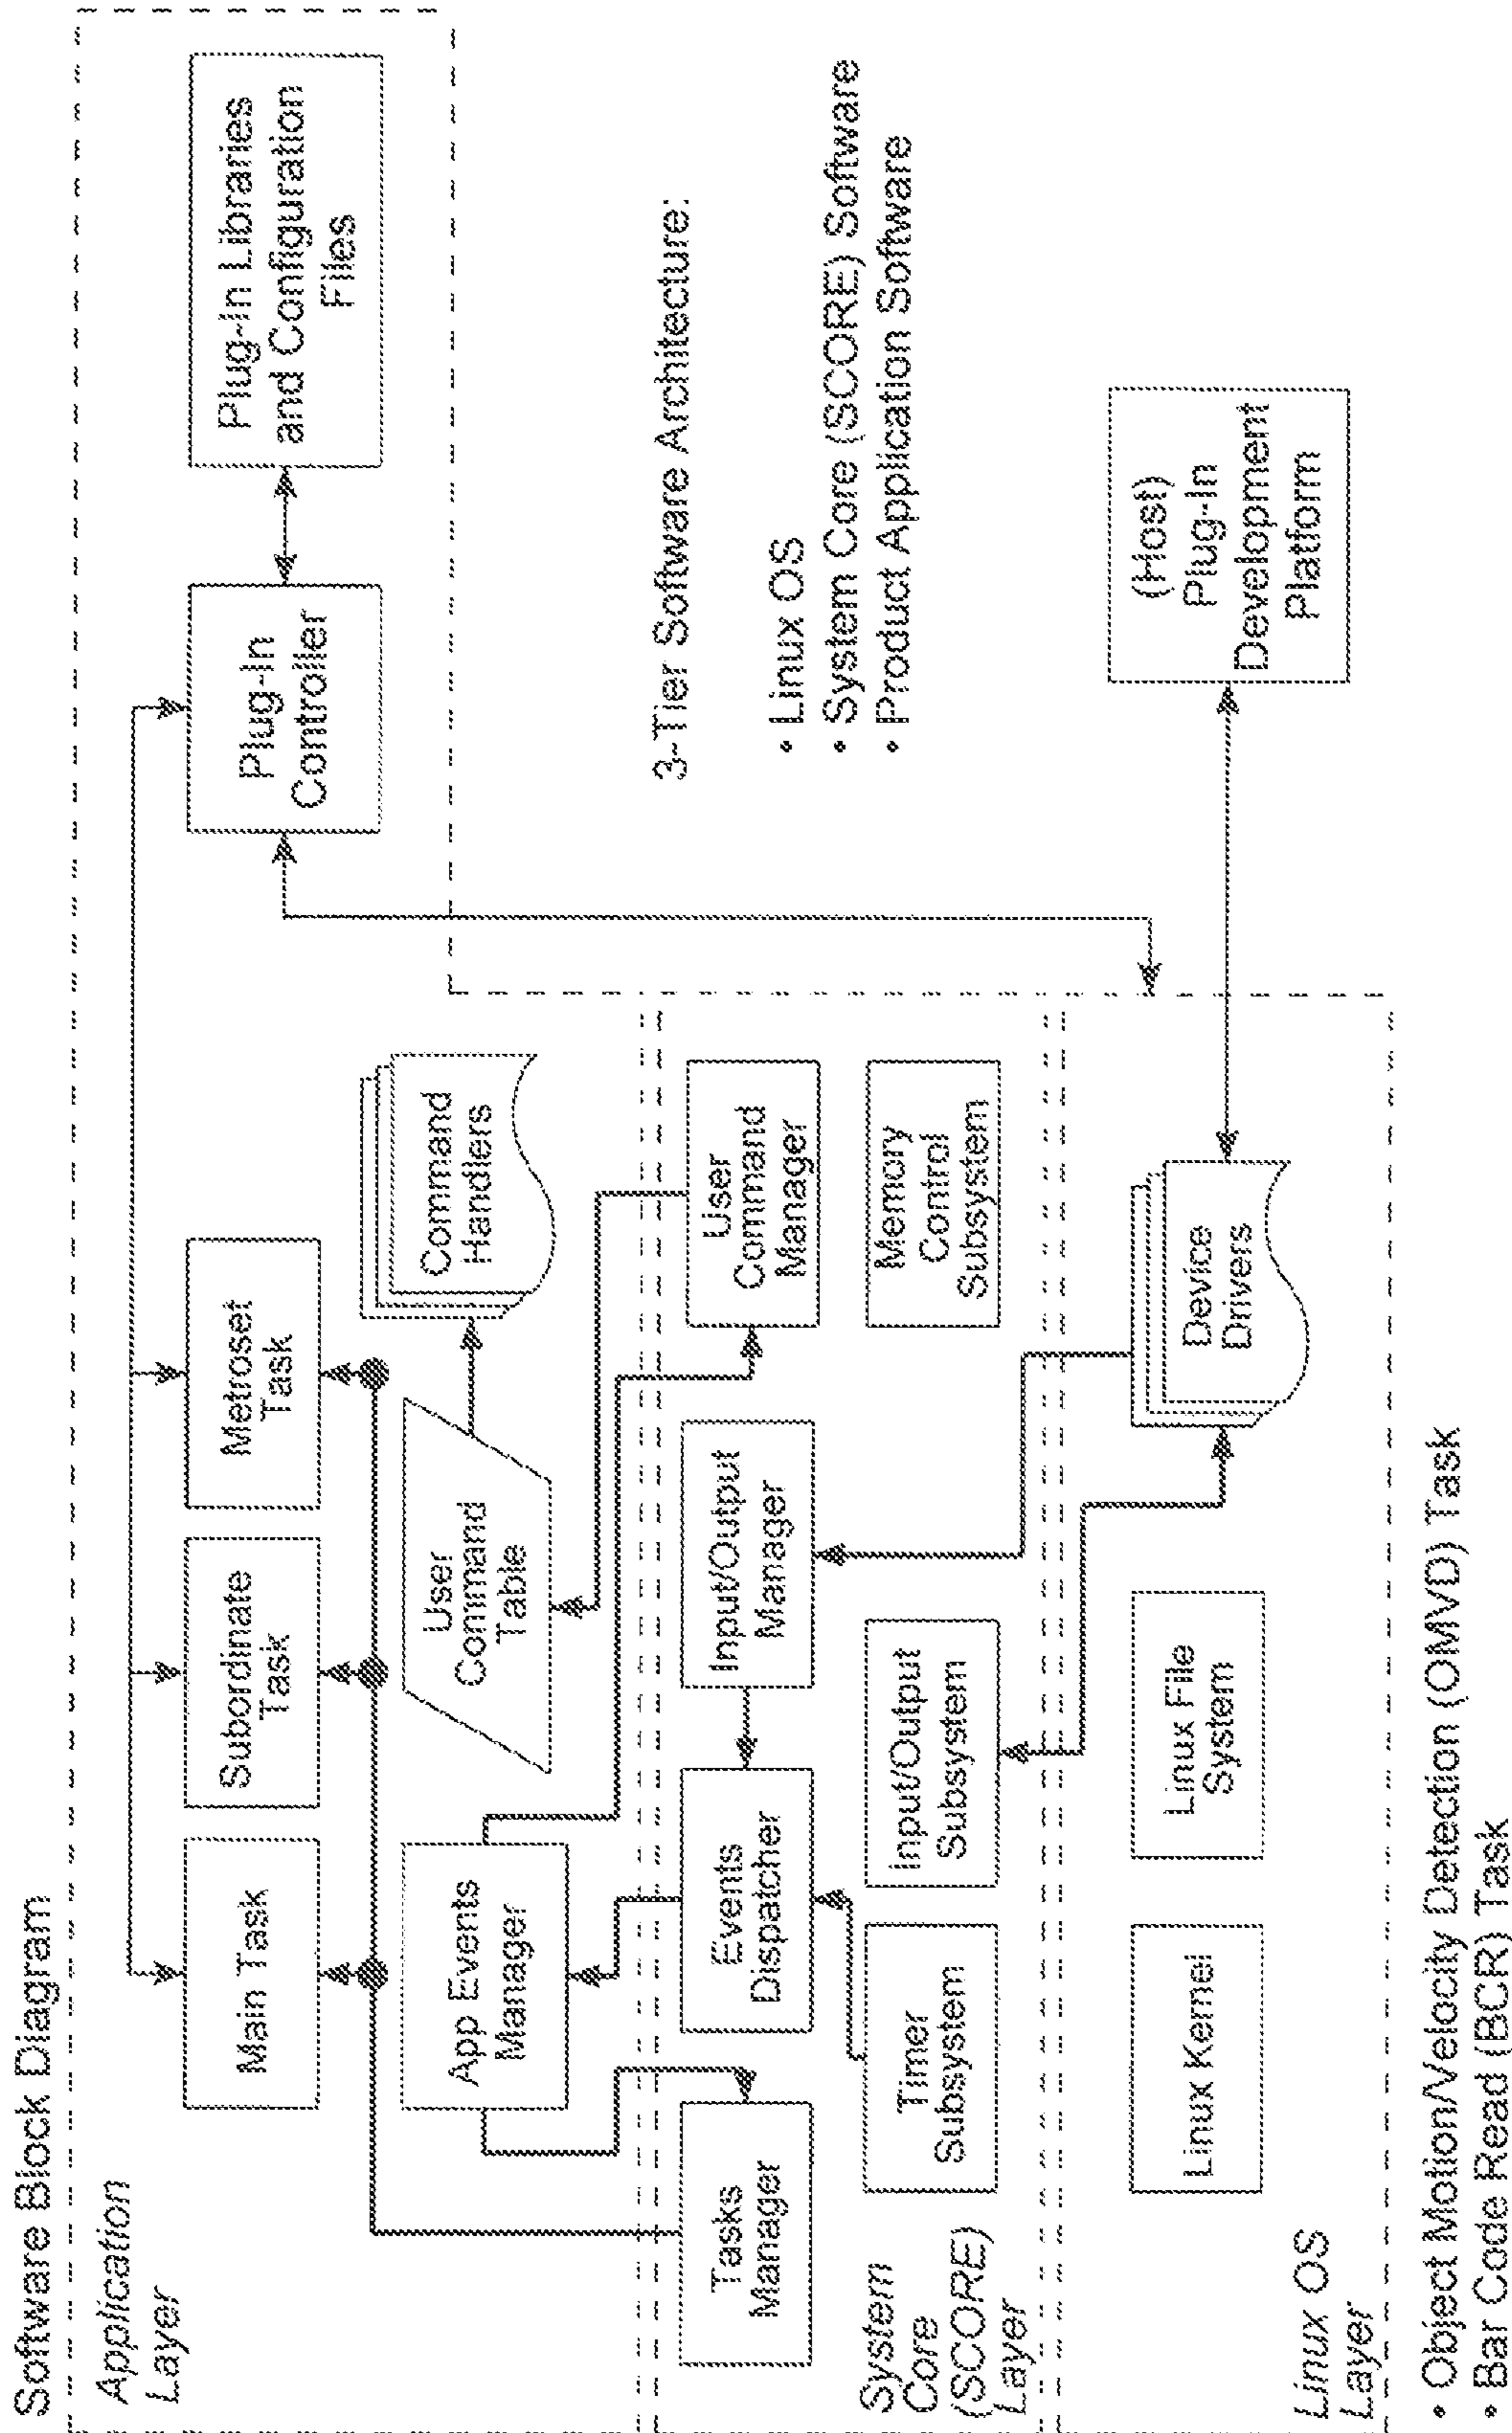 Software Block Diagram
Application
Layer
Main Task
Subordinate
Task
Metroset
Task
Plug-In
Controller
Plug-In Libraries
and Configuration
Files
App Events
Manager
User
Command
Table
Command
Handlers
Tasks
Manager
Events
Dispatcher
Input/Output
Manager
User
Command
Manager
System
Core
(SCORE)
Layer
Timer
Subsystem
Input/Output
Subsystem
Memory
Control
Subsystem
3-Tier Software Architecture:
• Linux OS
• System Core (SCORE) Software
• Product Application Software
Linux OS
Layer
Linux Kernel
Linux File
System
Device
Drivers
(Host)
Plug-In
Development
Platform
• Object Motion/Velocity Detection (OMVD) Task
• Bar Code Read (BCR) Task